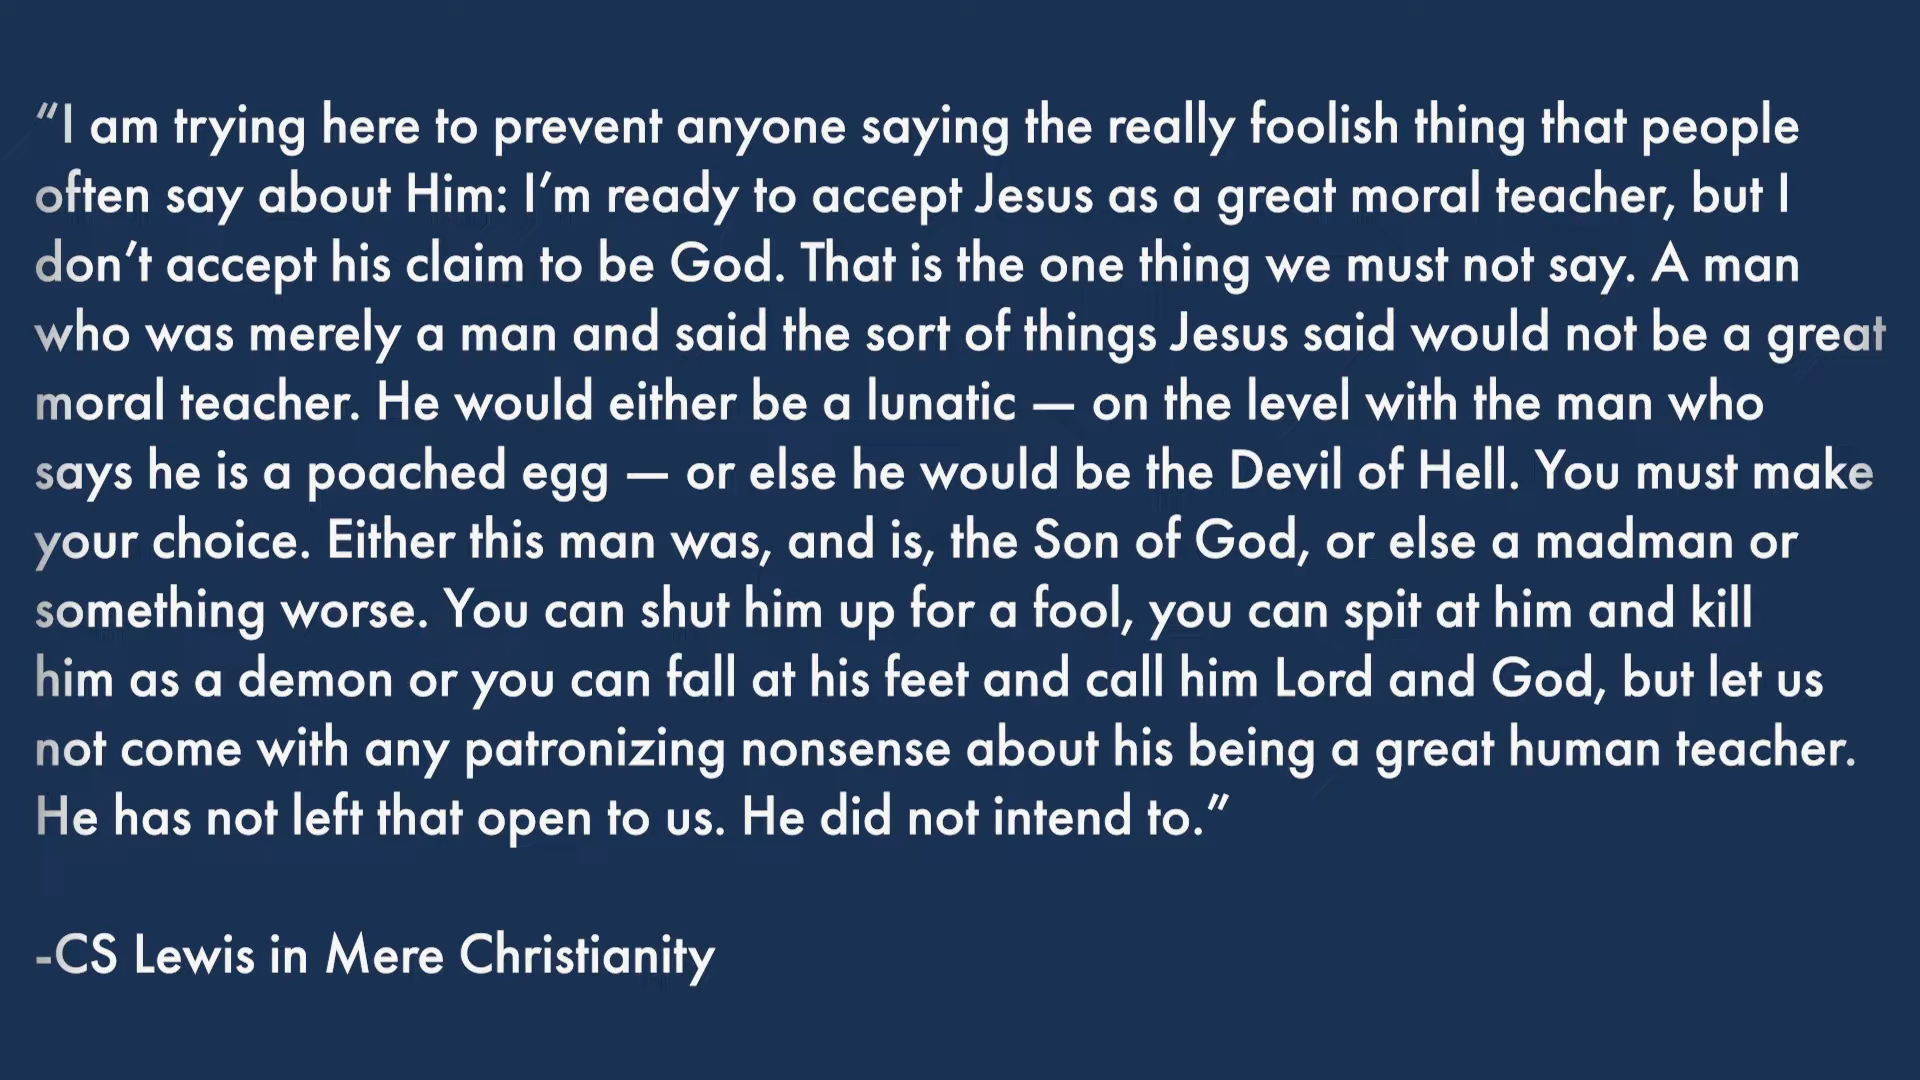 “I am trying here to prevent anyone saying the really foolish thing that people
often say about Him: I’m ready to accept Jesus as a great moral teacher, but I
don’t accept his claim to be God. That is the one thing we must not say. A man
who was merely a man and said the sort of things Jesus said would not be a great
moral teacher. He would either be a lunatic — on the level with the man who
says he is a poached egg — or else he would be the Devil of Hell. You must make
your choice. Either this man was, and is, the Son of God, or else a madman or
something worse. You can shut him up for a fool, you can spit at him and kill
him as a demon or you can fall at his feet and call him Lord and God, but let us
not come with any patronizing nonsense about his being a great human teacher.
He has not left that open to us. He did not intend to.”
-CS Lewis in Mere Christianity